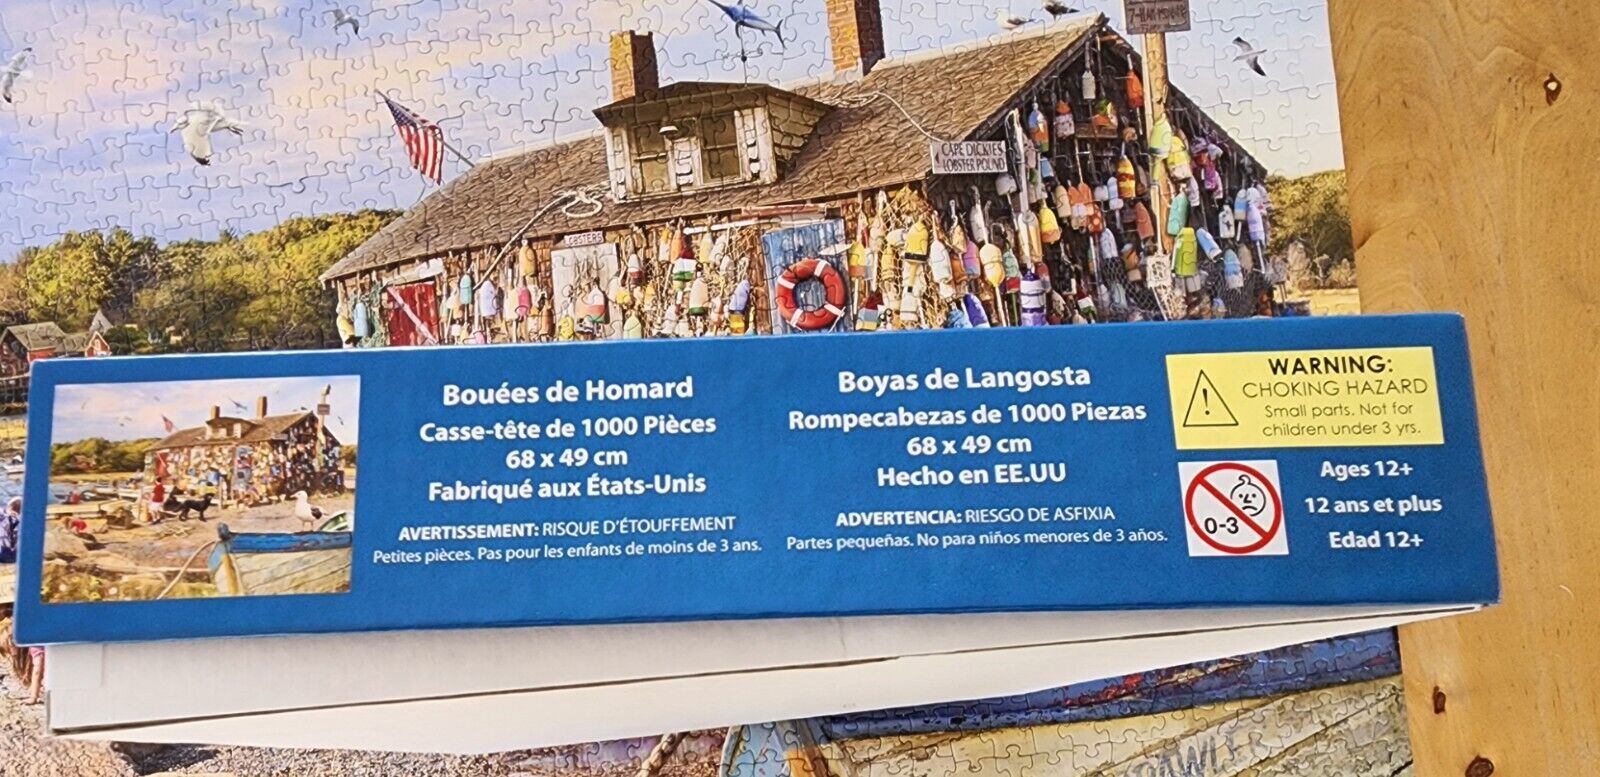 CAPE DICKIES
LOBSTER POUND
LOBSTERS
Bouées de Homard
Casse-tête de 1000 Pièces
68 x 49 cm
Fabriqué aux États-Unis
AVERTISSEMENT: RISQUE D'ÉTOUFFEMENT
Petites pièces. Pas pour les enfants de moins de 3 ans.
Boyas de Langosta
Rompecabezas de 1000 Piezas
68 x 49 cm
Hecho en EE.UU
ADVERTENCIA: RIESGO DE ASFIXIA
Partes pequeñas. No para niños menores de 3 años.
WARNING:
CHOKING HAZARD
Small parts. Not for
children under 3 yrs.
0-3
Ages 12+
12 ans et plus
Edad 12+